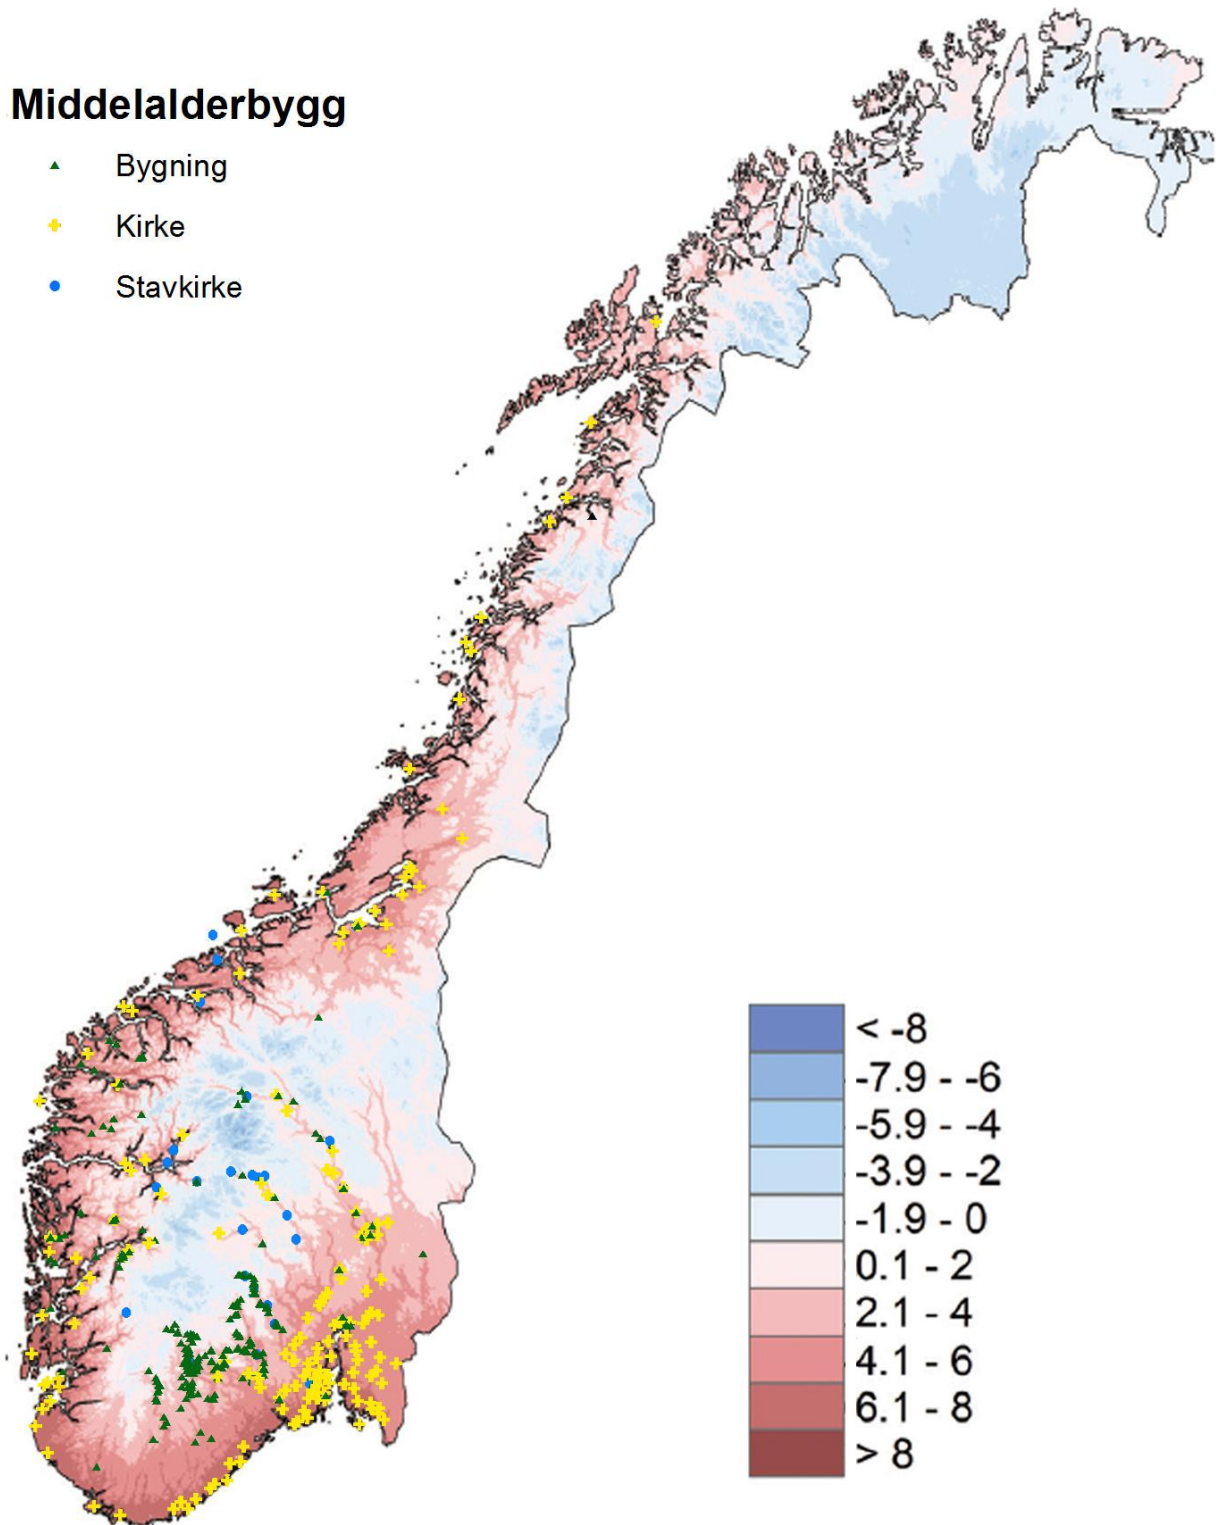 Middelalderbygg
Bygning
Kirke
Stavkirke
< -8
-7.9 - -6
-5.9 - -4
-3.9 - -2
-1.9 - 0
0.1 - 2
2.1 - 4
4.1 - 6
6.1 - 8
> 8